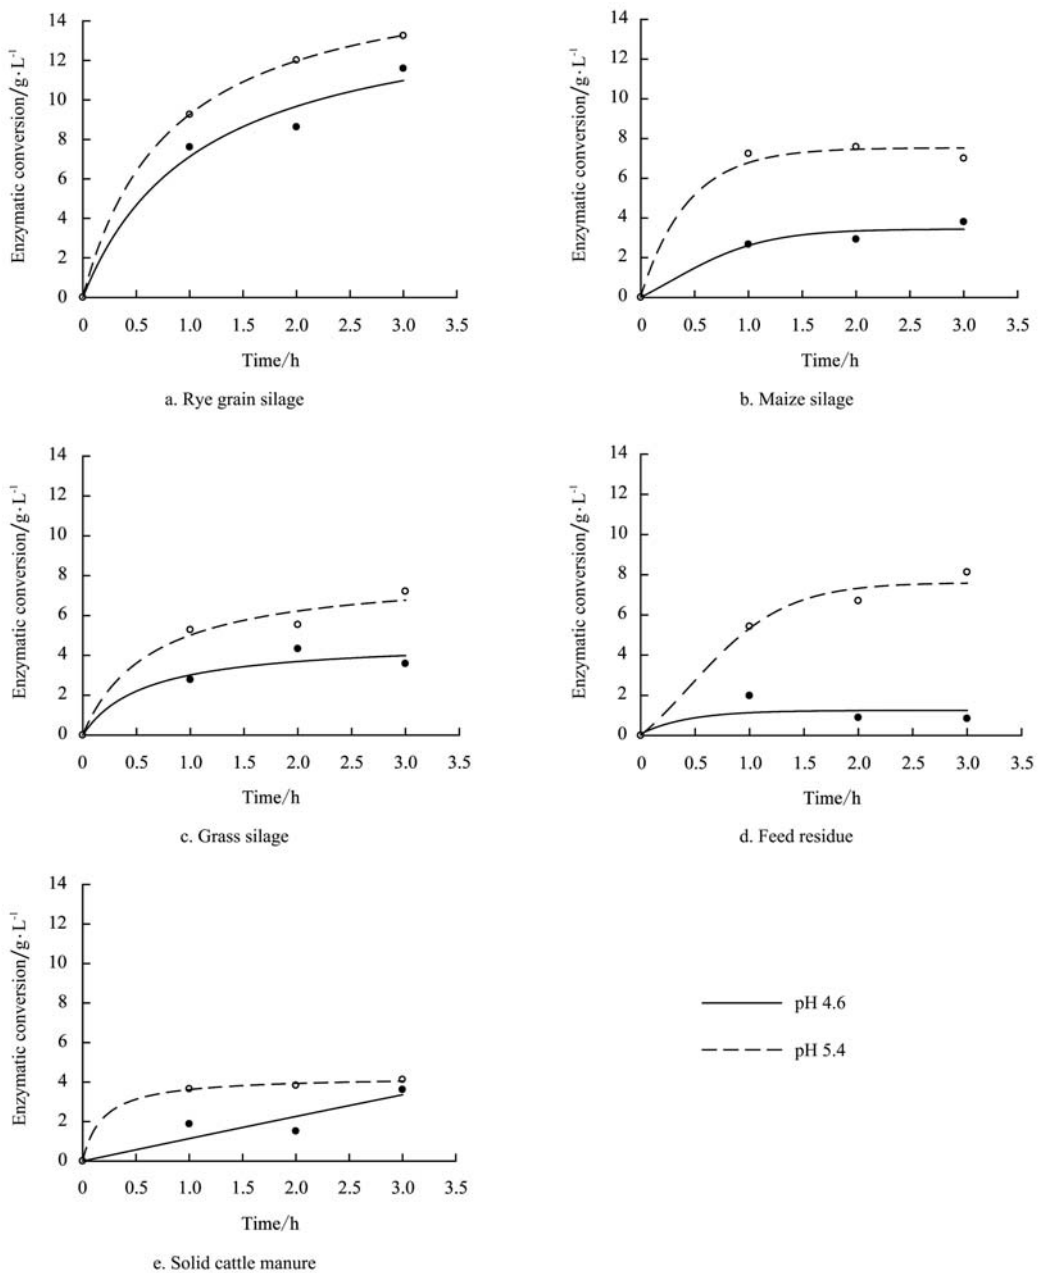 Enzymatic conversion/g·L⁻¹
14
12
10
8
6
4
2
0
0 0.5 1.0 1.5 2.0 2.5 3.0 3.5
Time/h
a. Rye grain silage
Enzymatic conversion/g·L⁻¹
14
12
10
8
6
4
2
0
0 0.5 1.0 1.5 2.0 2.5 3.0 3.5
Time/h
b. Maize silage
Enzymatic conversion/g·L⁻¹
14
12
10
8
6
4
2
0
0 0.5 1.0 1.5 2.0 2.5 3.0 3.5
Time/h
c. Grass silage
Enzymatic conversion/g·L⁻¹
14
12
10
8
6
4
2
0
0 0.5 1.0 1.5 2.0 2.5 3.0 3.5
Time/h
d. Feed residue
Enzymatic conversion/g·L⁻¹
14
12
10
8
6
4
2
0
0 0.5 1.0 1.5 2.0 2.5 3.0 3.5
Time/h
e. Solid cattle manure
pH 4.6
pH 5.4